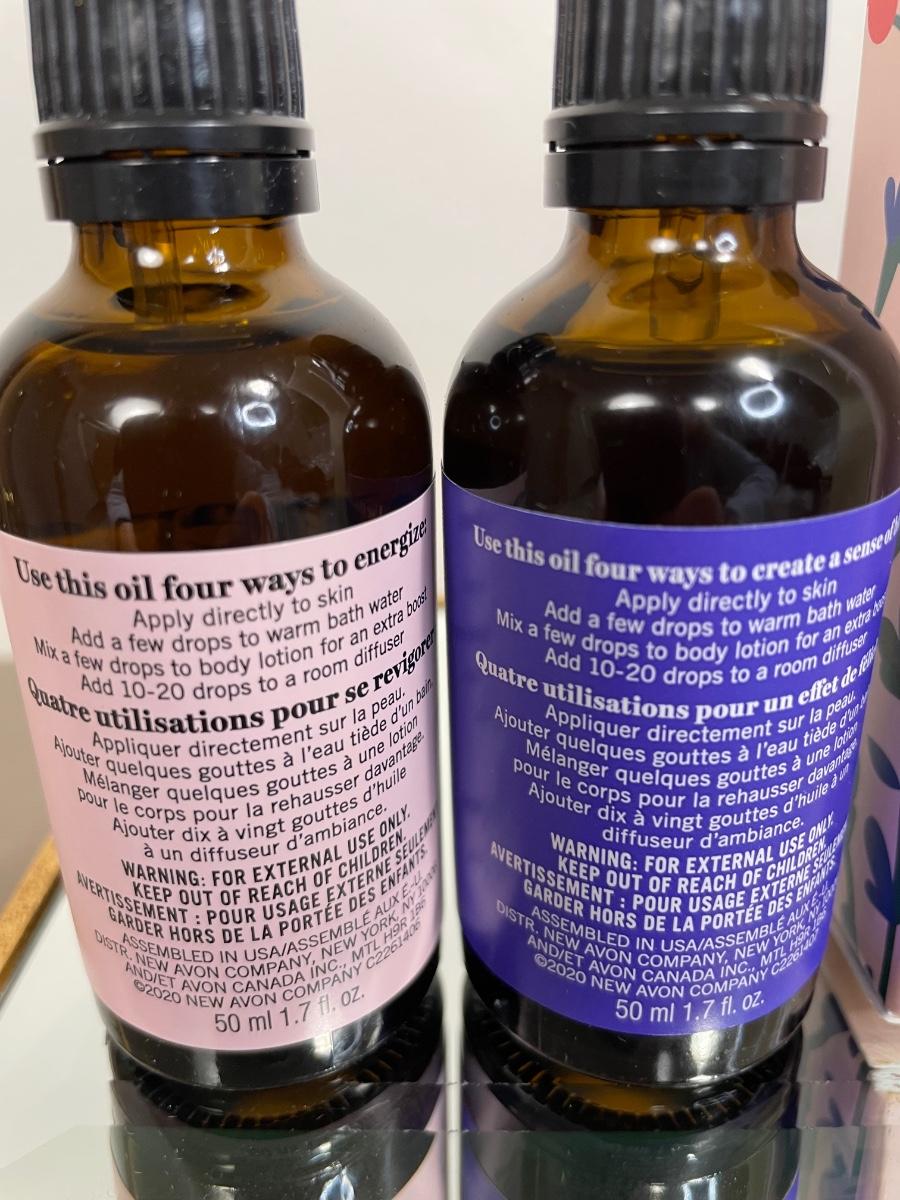 Use this oil four ways to energize:
Apply directly to skin
Add a few drops to warm bath water
Mix a few drops to body lotion for an extra boost
Add 10-20 drops to a room diffuser
Quatre utilisations pour se revigorer
Appliquer directement sur la peau.
Ajouter quelques gouttes à l'eau tiède d'un bain.
Mélanger quelques gouttes à une lotion
pour le corps pour la rehausser davantage.
Ajouter dix à vingt gouttes d'huile
à un diffuseur d'ambiance.
WARNING: FOR EXTERNAL USE ONLY.
KEEP OUT OF REACH OF CHILDREN.
AVERTISSEMENT : POUR USAGE EXTERNE SEULEMENT
GARDER HORS DE LA PORTÉE DES ENFANTS.
ASSEMBLED IN USA/ASSEMBLÉ AUX É.-U.
DISTR. NEW AVON COMPANY, NEW YORK, NY
AND/ET AVON CANADA INC., MTL H9R 1B6
©2020 NEW AVON COMPANY C2261408
50 ml 1.7 fl. oz.
Use this oil four ways to create a sense of
Apply directly to skin
Add a few drops to warm bath water
Mix a few drops to body lotion for an extra
Add 10-20 drops to a room diffuser
Quatre utilisations pour un effet de
Appliquer directement sur la peau.
Ajouter quelques gouttes à l'eau tiède d'un
Mélanger quelques gouttes à une lotion
pour le corps pour la rehausser davantage.
Ajouter dix à vingt gouttes d'huile à un
diffuseur d'ambiance.
WARNING: FOR EXTERNAL USE ONLY.
KEEP OUT OF REACH OF CHILDREN.
AVERTISSEMENT : POUR USAGE EXTERNE
GARDER HORS DE LA PORTÉE DES ENFANTS.
ASSEMBLED IN USA/ASSEMBLÉ AUX
DISTR. NEW AVON COMPANY, NEW YORK,
AND/ET AVON CANADA INC., MTL H9R 1B6
©2020 NEW AVON COMPANY
50 ml 1.7 fl. oz.